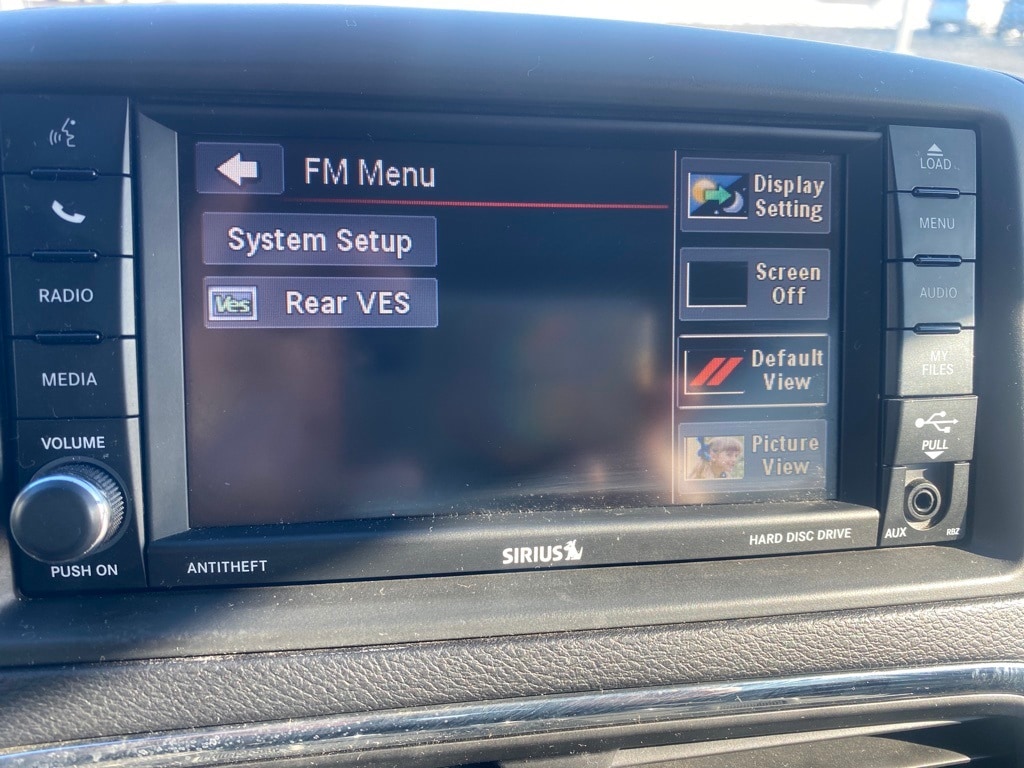 FM Menu
System Setup
Ves Rear VES
Display
Setting
Screen
Off
Default
View
Picture
View
RADIO
MEDIA
VOLUME
PUSH ON
LOAD
MENU
AUDIO
MY
FILES
PULL
AUX
RBZ
ANTITHEFT
SIRIUS
HARD DISC DRIVE